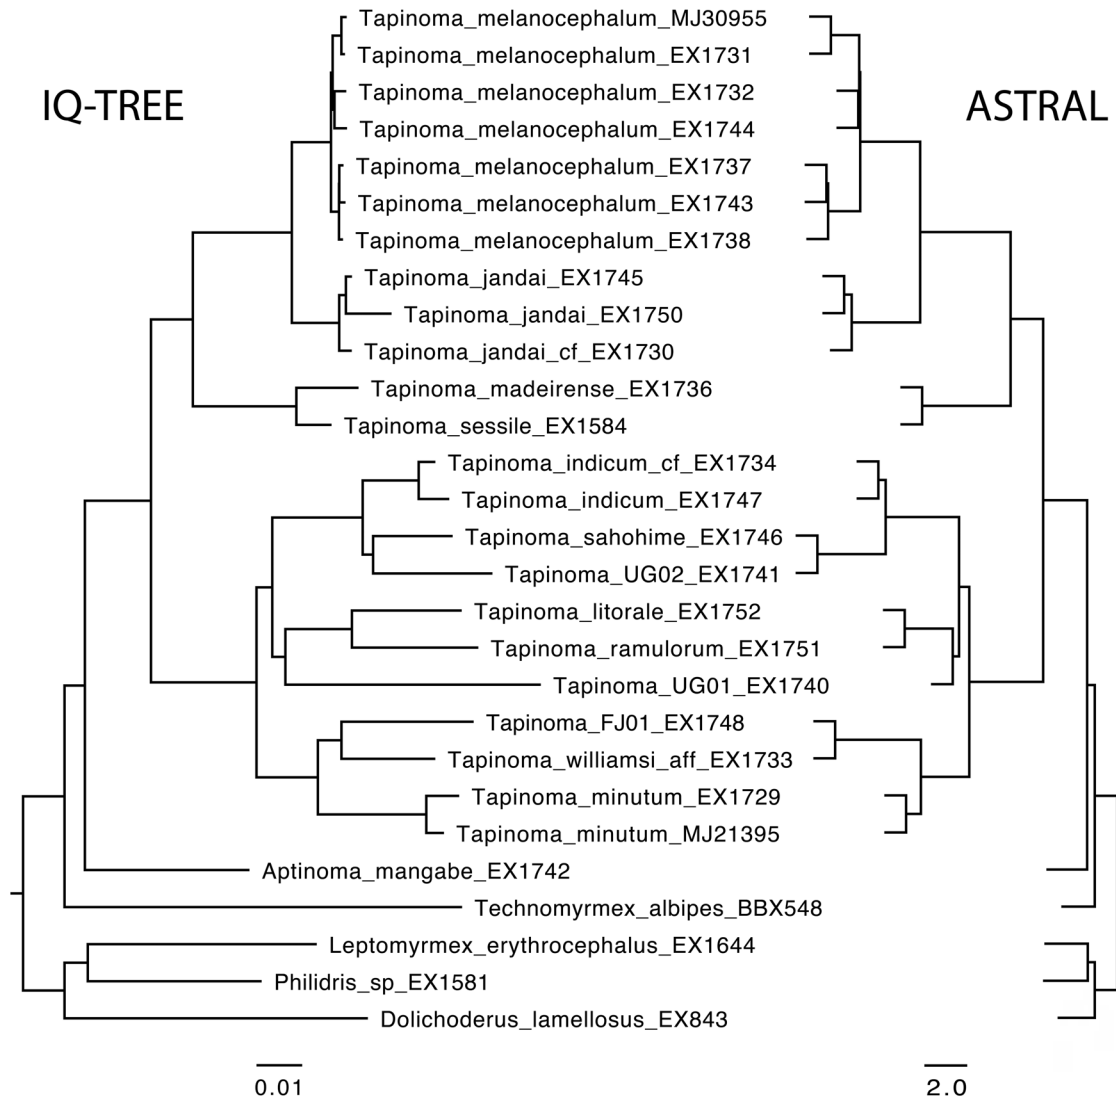 Tapinoma_melanocephalum_MJ30955
Tapinoma_melanocephalum_EX1731
IQ-TREE
Tapinoma_melanocephalum_EX1732
ASTRAL
Tapinoma_melanocephalum_EX1744
Tapinoma_melanocephalum_EX1737
Tapinoma_melanocephalum_EX1743
Tapinoma_melanocephalum_EX1738
Tapinoma_jandai_EX1745
Tapinoma_jandai_EX1750
Tapinoma_jandai_cf_EX1730
Tapinoma_madeirense_EX1736
Tapinoma_sessile_EX1584
Tapinoma_indicum_cf_EX1734
Tapinoma_indicum_EX1747
Tapinoma_sahohime_EX1746
Tapinoma_UG02_EX1741
Tapinoma_litorale_EX1752
Tapinoma_ramulorum_EX1751
Tapinoma_UG01_EX1740
Tapinoma_FJ01_EX1748
Tapinoma_williamsi_aff_EX1733
Tapinoma_minutum_EX1729
Tapinoma_minutum_MJ21395
Aptinoma_mangabe_EX1742
Technomyrmex_albipes_BBX548
Leptomyrmex_erythrocephalus_EX1644
Philidris_sp_EX1581
Dolichoderus_lamellosus_EX843
0.01
2.0